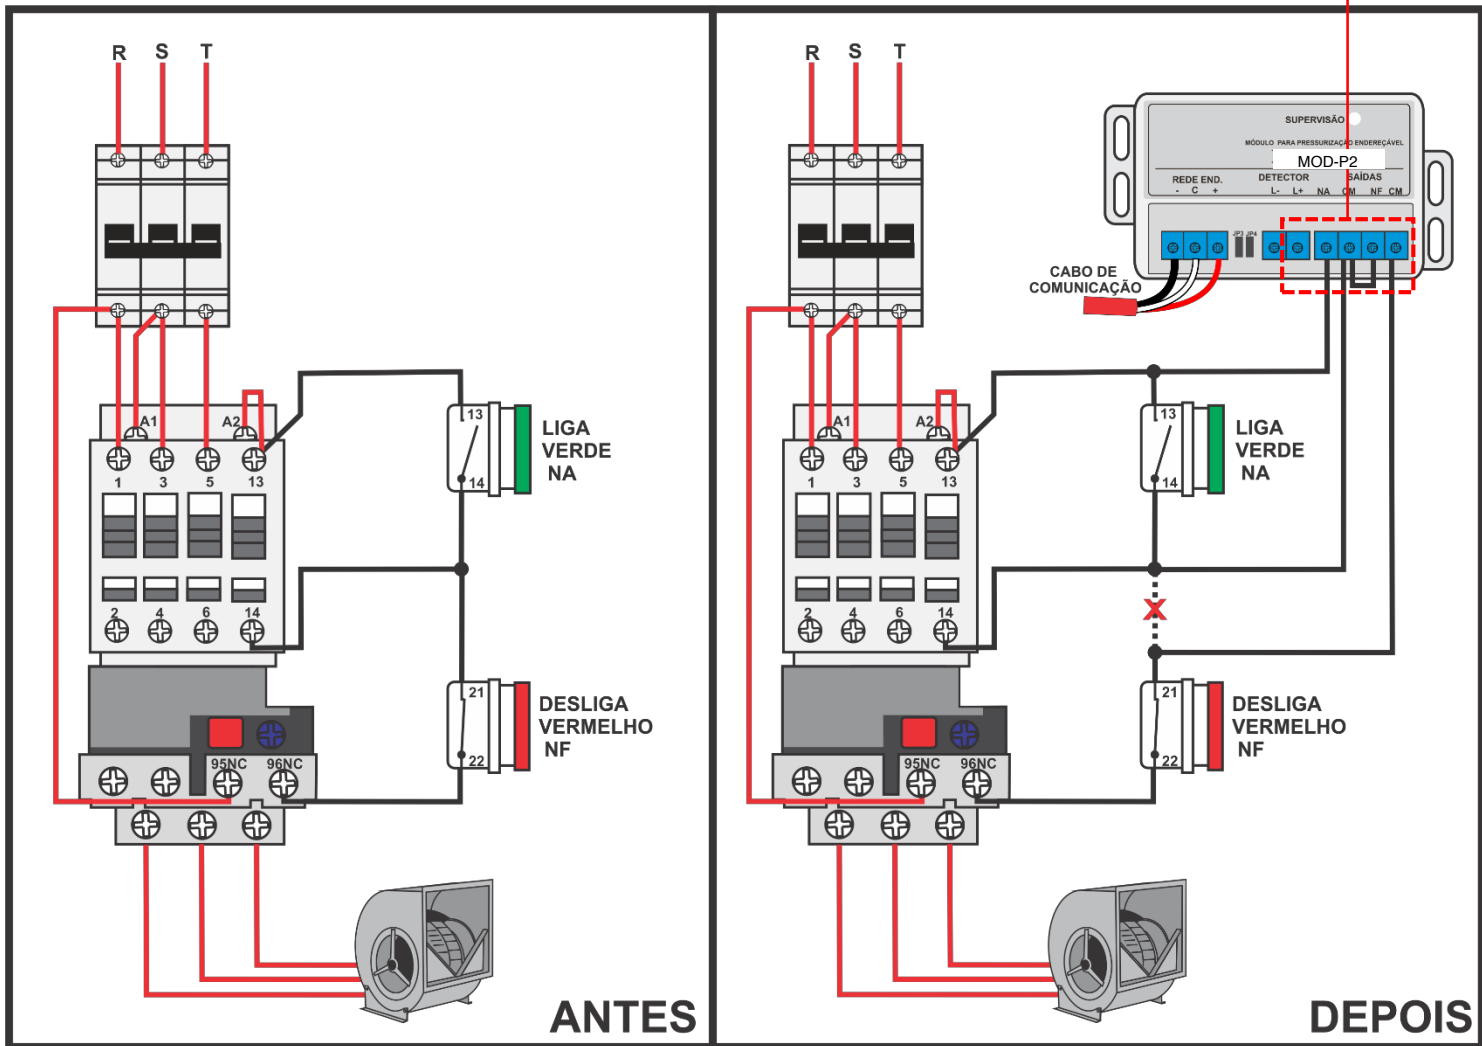 R S T
A1 A2
1 3 5 13
2 4 6 14
95NC 96NC
13
14
LIGA
VERDE
NA
21
22
DESLIGA
VERMELHO
NF
ANTES
R S T
SUPERVISÃO
MÓDULO PARA PRESSURIZAÇÃO ENDEREÇÁVEL
MOD-P2
REDE END. DETECTOR SAÍDAS
- C + L- L+ NA CM NF CM
JP3 JP4
CABO DE
COMUNICAÇÃO
A1 A2
1 3 5 13
2 4 6 14
95NC 96NC
13
14
LIGA
VERDE
NA
X
21
22
DESLIGA
VERMELHO
NF
DEPOIS